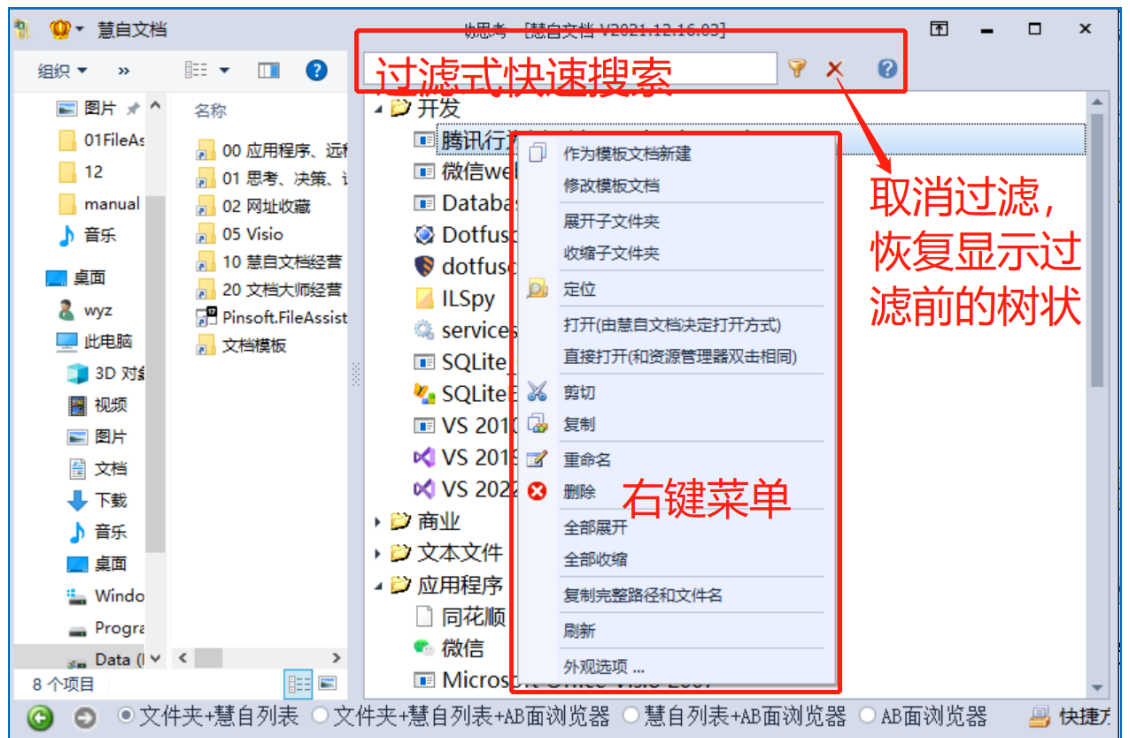 慧自文档
[慧自文档 V2021.12.16.03]
组织
»
过滤式快速搜索
图片
01FileAs
12
manual
音乐
桌面
wyz
此电脑
3D 对
视频
图片
文档
下载
音乐
桌面
Windo
Progra
Data (
8 个项目
名称
00 应用程序、远
01 思考、决策、
02 网址收藏
05 Visio
10 慧自文档经营
20 文档大师经营
Pinsoft.FileAssist
文档模板
开发
腾讯行
微信we
Databa
Dotfusc
dotfusc
ILSpy
services
SQLite_
SQLiteE
VS 2010
VS 2019
VS 2022
商业
文本文件
应用程序
同花顺
微信
Microsoft Office Visio 2007
作为模板文档新建
修改模板文档
展开子文件夹
收缩子文件夹
定位
打开(由慧自文档决定打开方式)
直接打开(和资源管理器双击相同)
剪切
复制
重命名
删除
全部展开
全部收缩
复制完整路径和文件名
刷新
外观选项 ...
右键菜单
取消过滤，
恢复显示过
滤前的树状
文件夹+慧自列表 文件夹+慧自列表+AB面浏览器 慧自列表+AB面浏览器 AB面浏览器 快捷